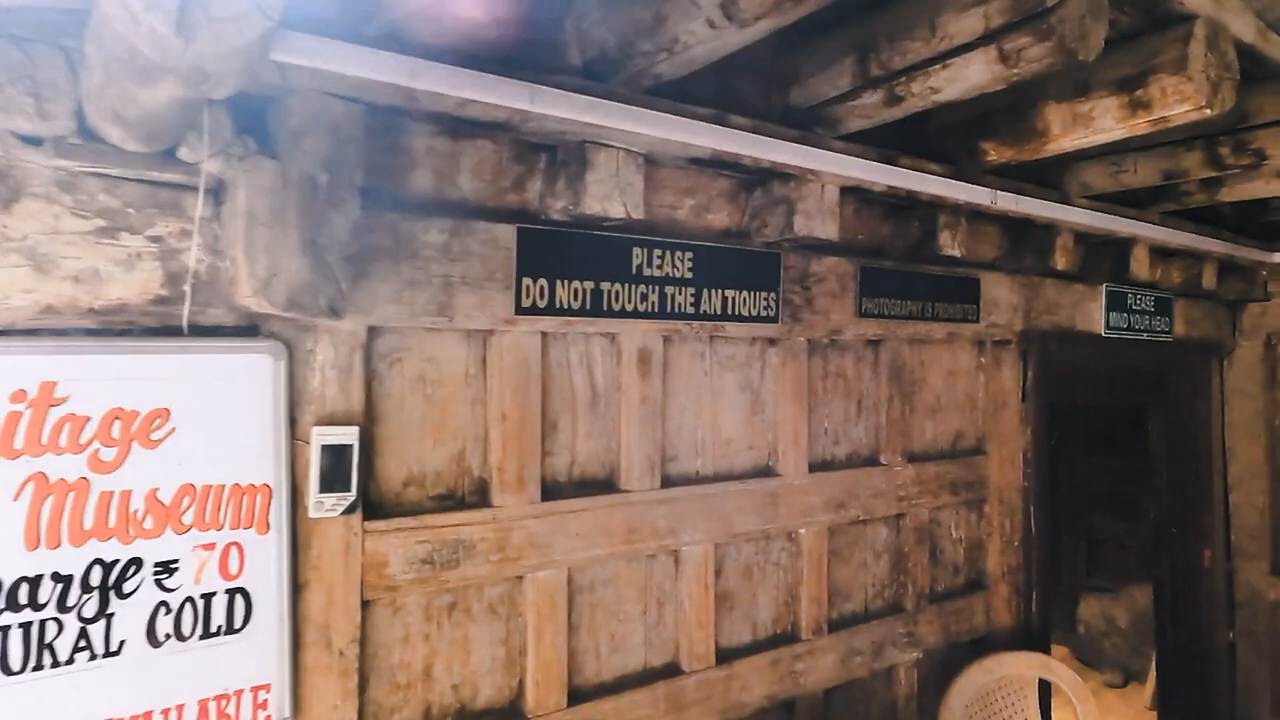 itage
Museum
arge ₹ 70
URAL COLD
AVAILABLE
PLEASE
DO NOT TOUCH THE ANTIQUES
PHOTOGRAPHY IS PROHIBITED
PLEASE
MIND YOUR HEAD